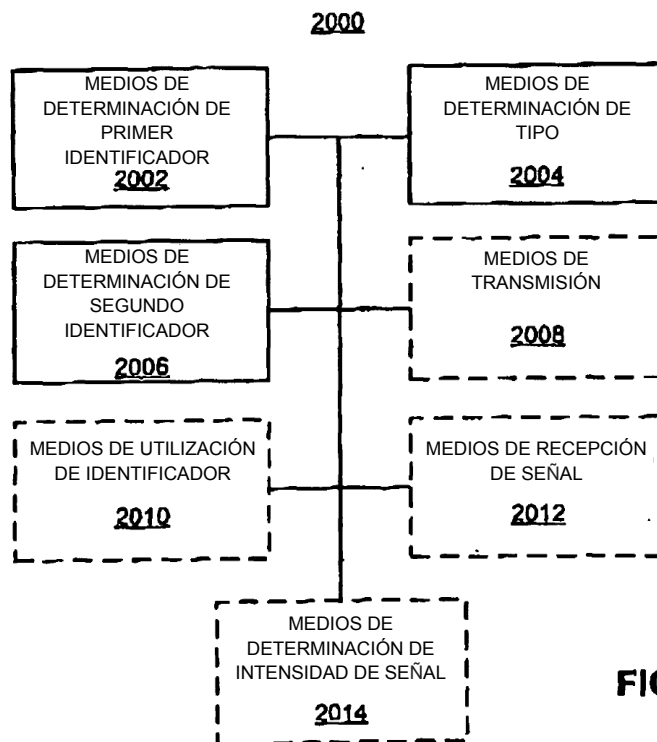 2000
MEDIOS DE
DETERMINACIÓN DE
PRIMER
IDENTIFICADOR
2002
MEDIOS DE
DETERMINACIÓN DE
TIPO
2004
MEDIOS DE
DETERMINACIÓN DE
SEGUNDO
IDENTIFICADOR
2006
MEDIOS DE
TRANSMISIÓN
2008
MEDIOS DE UTILIZACIÓN
DE IDENTIFICADOR
2010
MEDIOS DE RECEPCIÓN
DE SEÑAL
2012
MEDIOS DE
DETERMINACIÓN DE
INTENSIDAD DE SEÑAL
2014